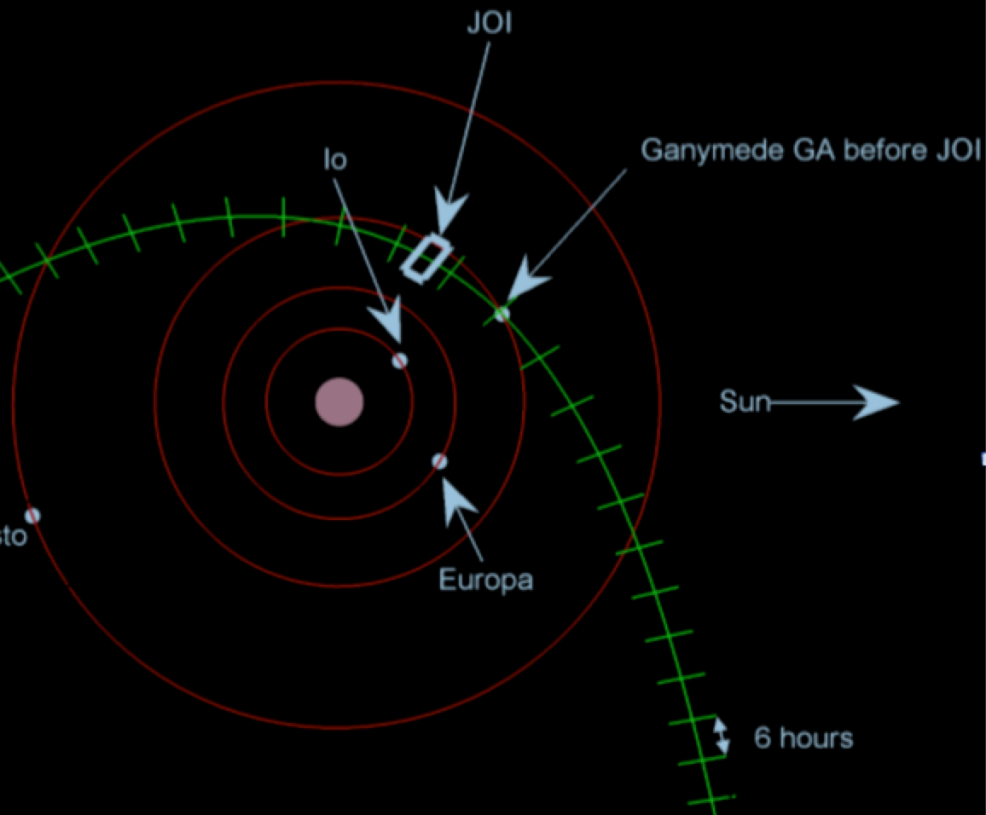 JOI
Ganymede GA before JOI
Io
Sun
sto
Europa
6 hours